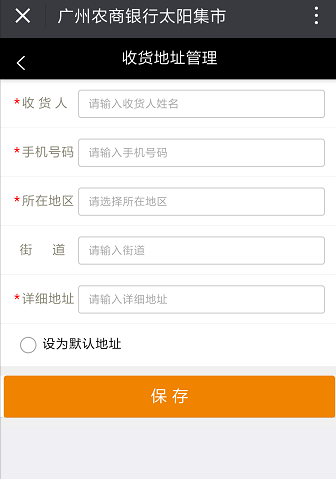 广州农商银行太阳集市
收货地址管理
*收货人 请输入收货人姓名
*手机号码 请输入手机号码
*所在地区 请选择所在地区
街道 请输入街道
*详细地址 请输入详细地址
设为默认地址
保存